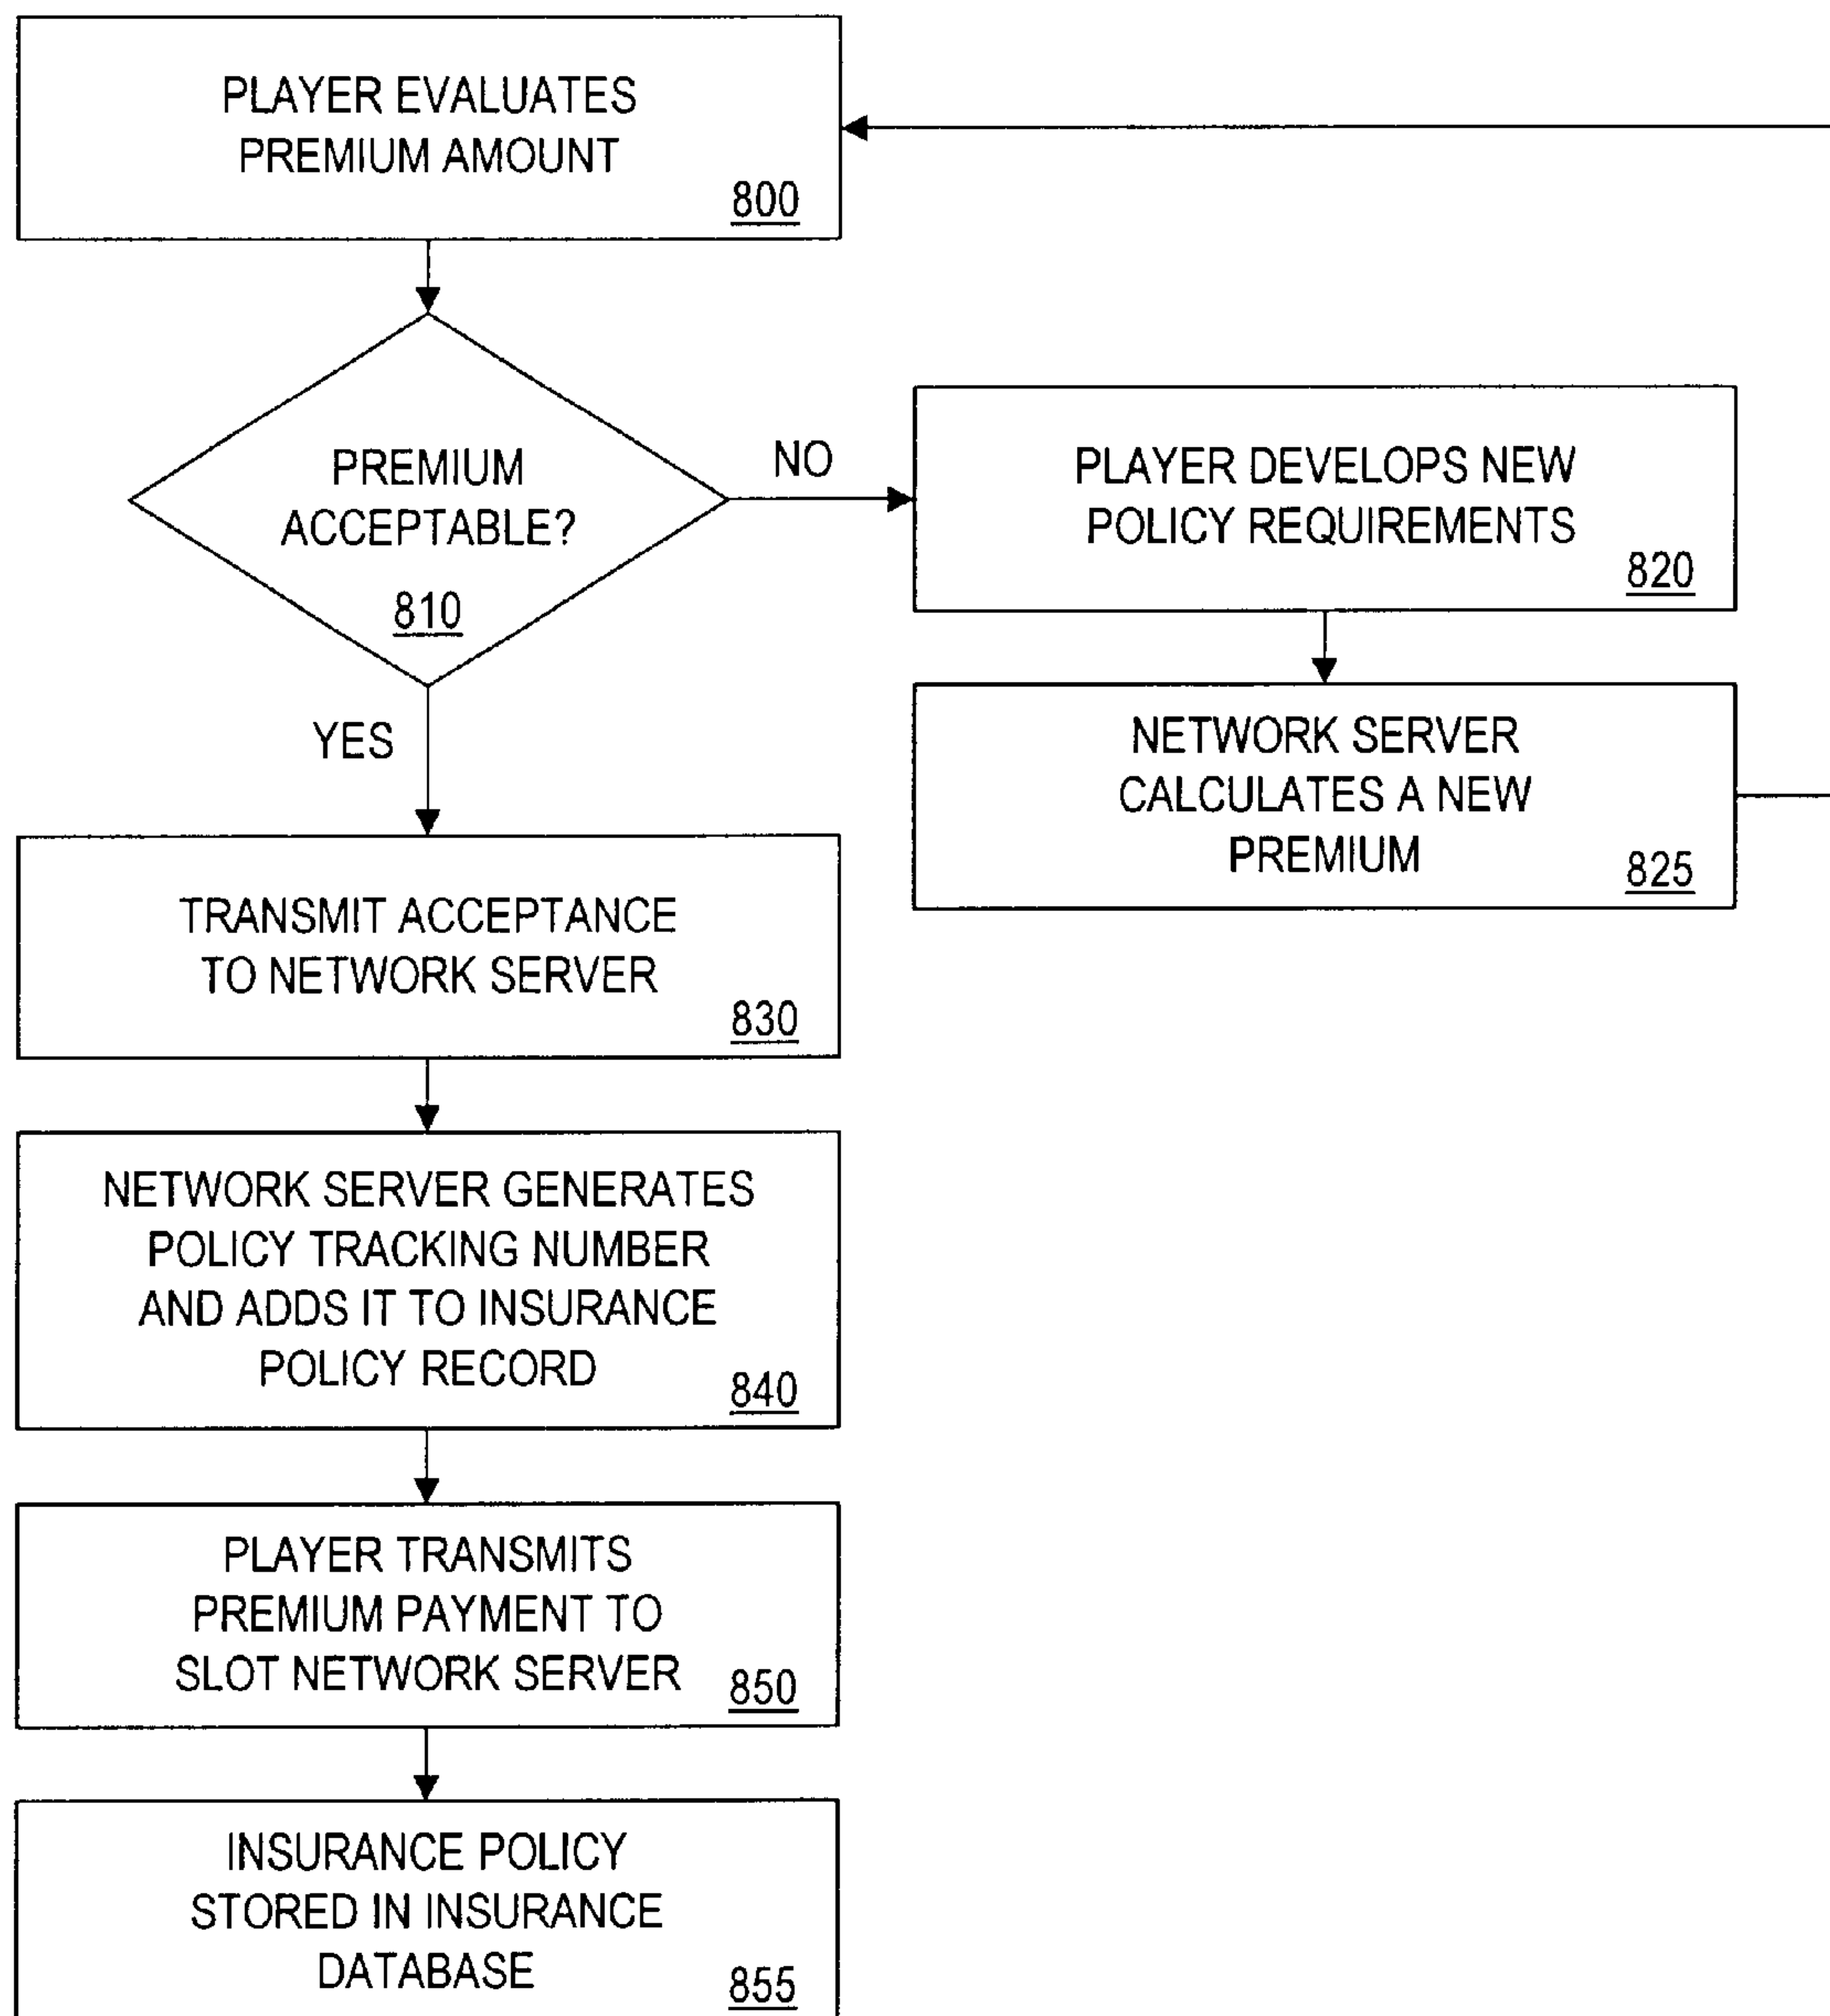 PLAYER EVALUATES
PREMIUM AMOUNT
800
PREMIUM
ACCEPTABLE?
810
NO
PLAYER DEVELOPS NEW
POLICY REQUIREMENTS
820
YES
NETWORK SERVER
CALCULATES A NEW
PREMIUM
825
TRANSMIT ACCEPTANCE
TO NETWORK SERVER
830
NETWORK SERVER GENERATES
POLICY TRACKING NUMBER
AND ADDS IT TO INSURANCE
POLICY RECORD
840
PLAYER TRANSMITS
PREMIUM PAYMENT TO
SLOT NETWORK SERVER
850
INSURANCE POLICY
STORED IN INSURANCE
DATABASE
855